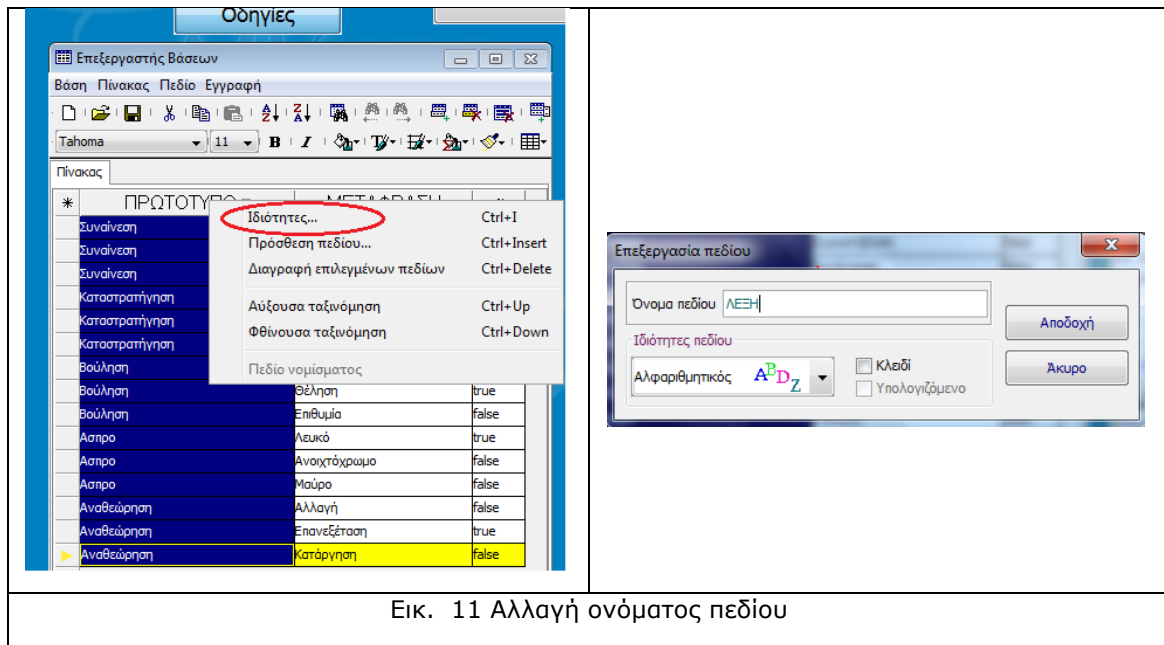 Οδηγίες
Επεξεργαστής Βάσεων
Βάση Πίνακας Πεδίο Εγγραφή
Tahoma 11 B I
Πίνακας
* ΠΡΩΤΟΤΥΠΟ ΜΕΤΑΦΡΑΣΗ
Συναίνεση
Συναίνεση
Συναίνεση
Καταστρατήγηση
Καταστρατήγηση
Καταστρατήγηση
Βούληση
Βούληση Θέληση true
Βούληση Επιθυμία false
Ασπρο Λευκό true
Ασπρο Ανοιχτόχρωμο false
Ασπρο Μαύρο false
Αναθεώρηση Αλλαγή false
Αναθεώρηση Επανεξέταση true
Αναθεώρηση Κατάργηση false
Ιδιότητες... Ctrl+I
Πρόσθεση πεδίου... Ctrl+Insert
Διαγραφή επιλεγμένων πεδίων Ctrl+Delete
Αύξουσα ταξινόμηση Ctrl+Up
Φθίνουσα ταξινόμηση Ctrl+Down
Πεδίο νομίσματος
Επεξεργασία πεδίου
Όνομα πεδίου ΛΕΞΗ
Αποδοχή
Ιδιότητες πεδίου
Αλφαριθμητικός ABDZ
Κλειδί
Υπολογιζόμενο
Άκυρο
Εικ. 11 Αλλαγή ονόματος πεδίου